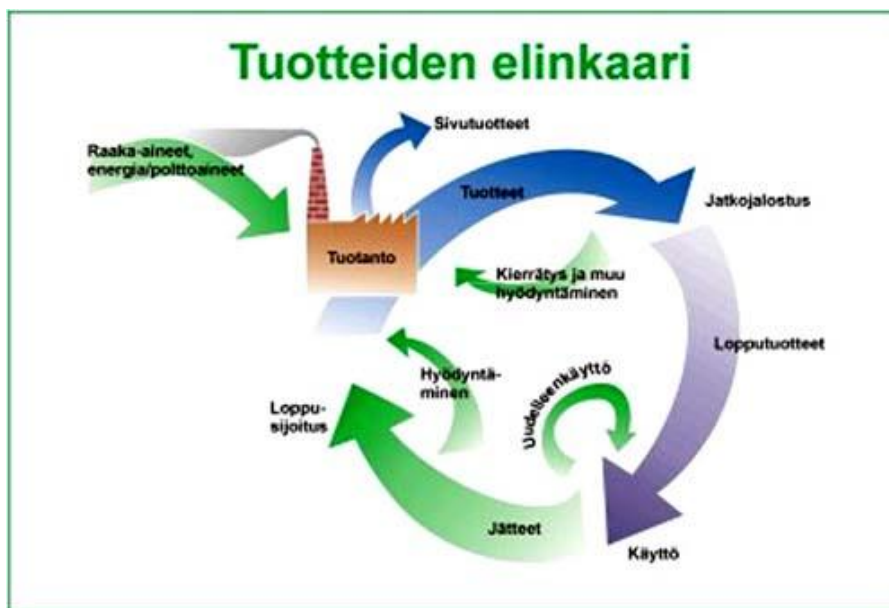 Tuotteiden elinkaari
Sivutuotteet
Raaka-aineet,
energia/polttoaineet
Tuotteet
Jatkojalostus
Tuotanto
Kierrätys ja muu
hyödyntäminen
Lopputuotteet
Uudelleenkäyttö
Hyödyntä-
minen
Loppu-
sijoitus
Jätteet
Käyttö